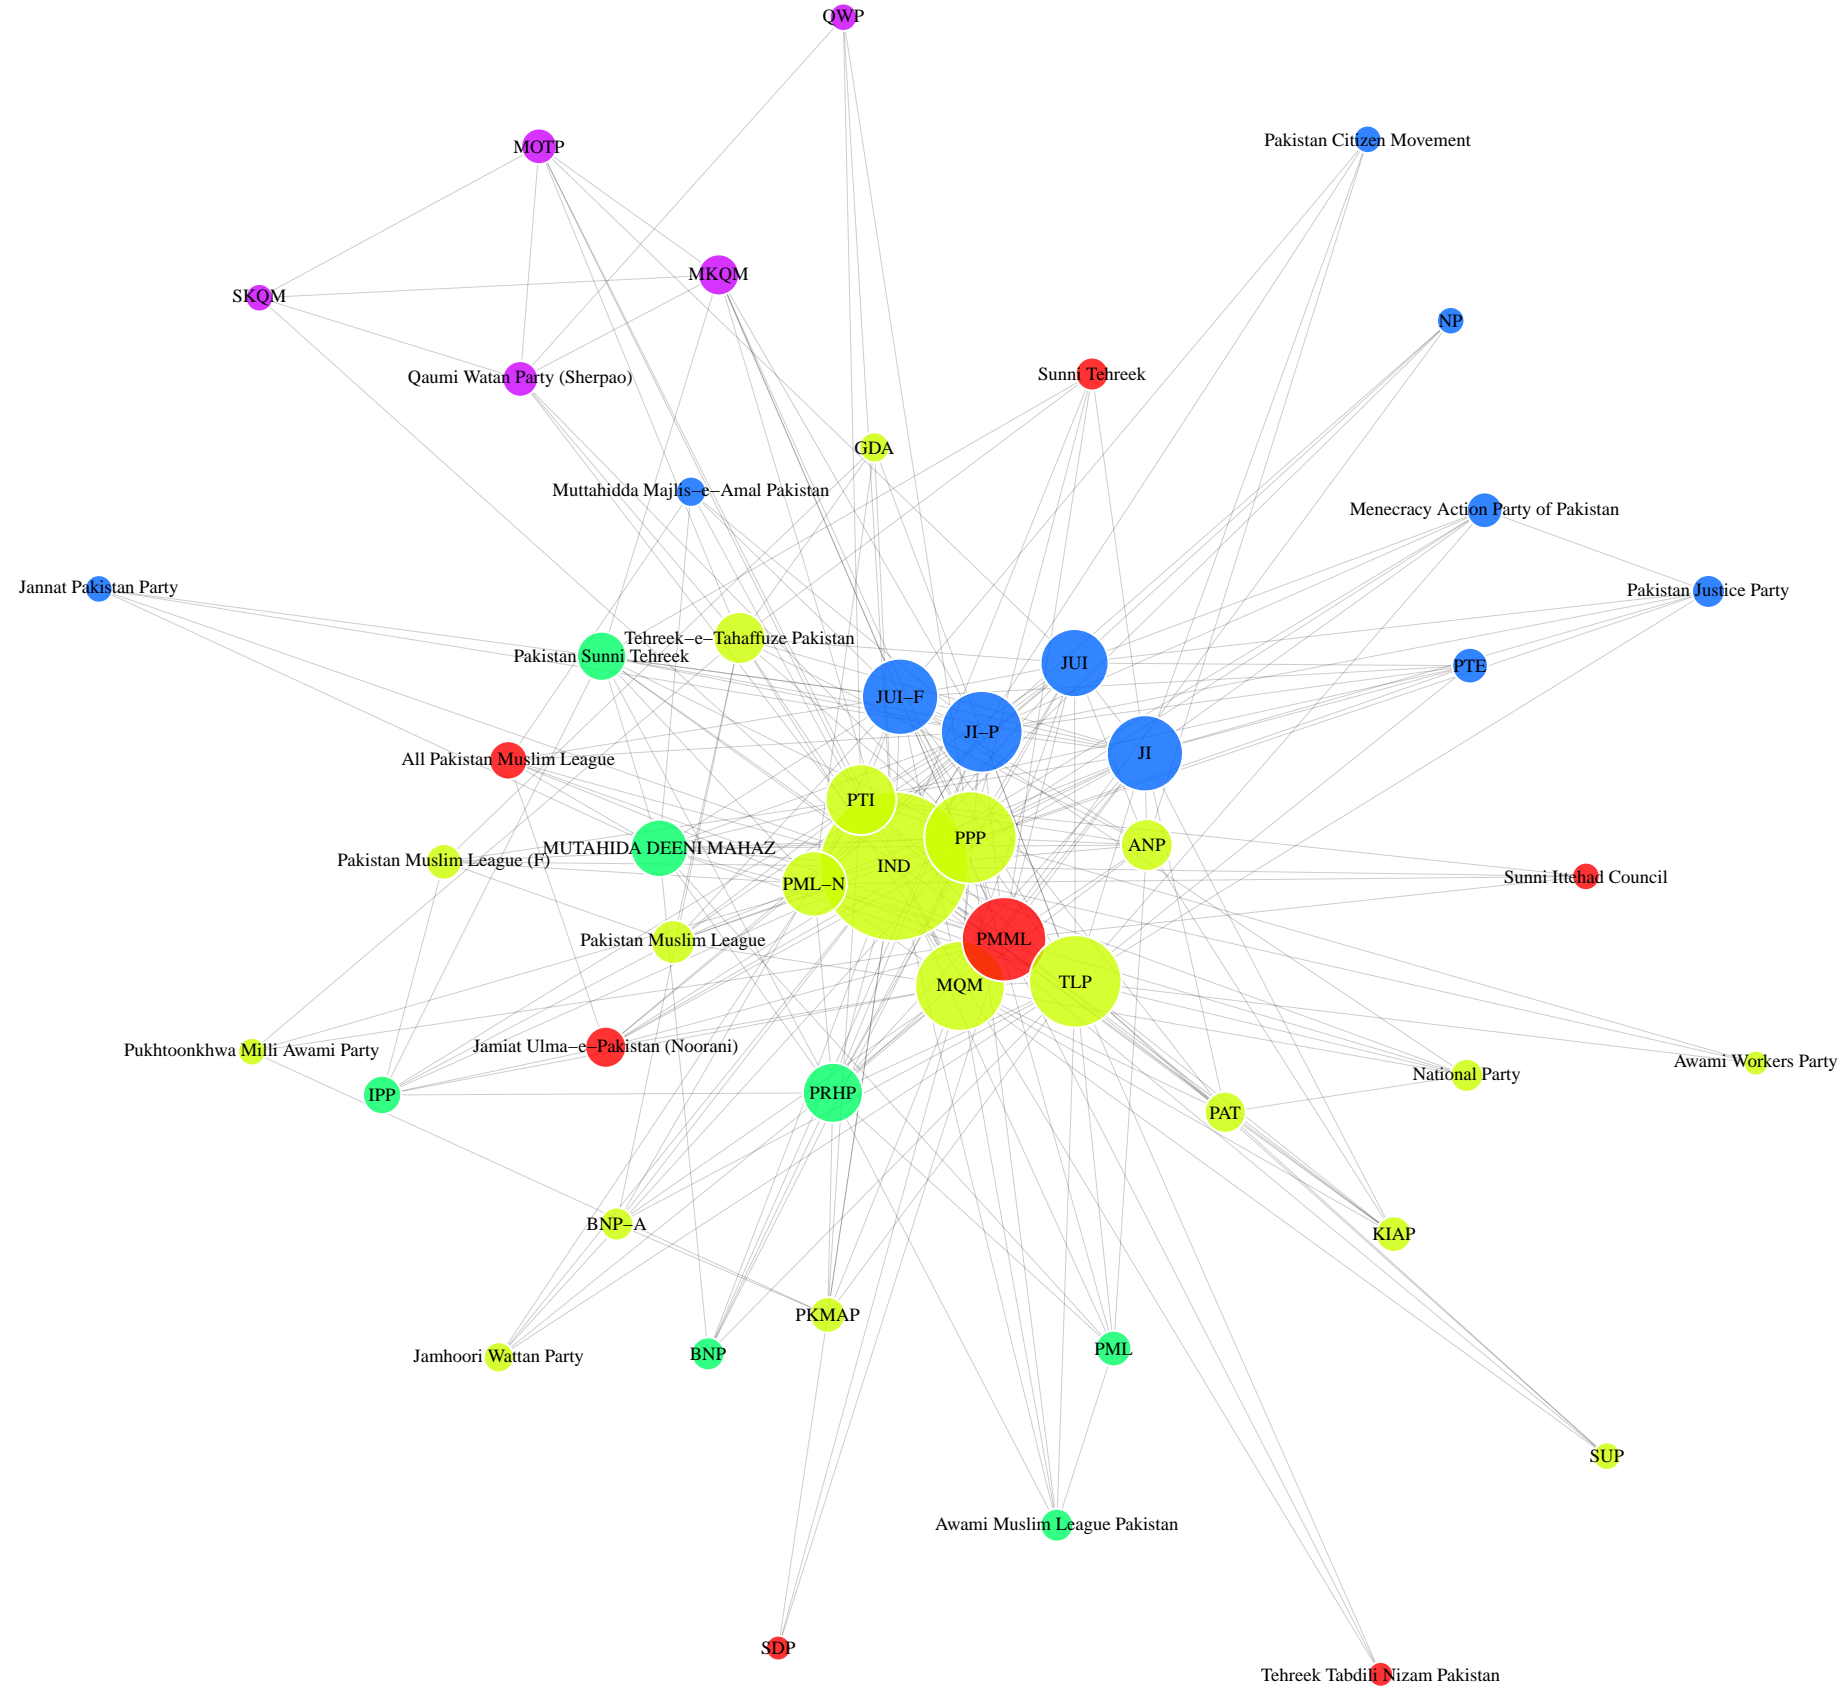 QWP
MOTP
Pakistan Citizen Movement
MKQM
SKQM
NP
Qaumi Watan Party (Sherpao)
Sunni Tehreek
GDA
Muttahidda Majlis−e−Amal Pakistan
Menecracy Action Party of Pakistan
Jannat Pakistan Party
Pakistan Justice Party
Tehreek−e−Tahaffuze Pakistan
Pakistan Sunni Tehreek
JUI
PTE
JUI−F
JI−P
JI
All Pakistan Muslim League
PTI
PPP
ANP
MUTAHIDA DEENI MAHAZ
Pakistan Muslim League (F)
IND
Sunni Ittehad Council
PML−N
Pakistan Muslim League
PMML
TLP
MQM
Jamiat Ulma−e−Pakistan (Noorani)
Pukhtoonkhwa Milli Awami Party
Awami Workers Party
National Party
IPP
PRHP
PAT
BNP−A
KIAP
PKMAP
PML
BNP
Jamhoori Wattan Party
SUP
Awami Muslim League Pakistan
SDP
Tehreek Tabdili Nizam Pakistan